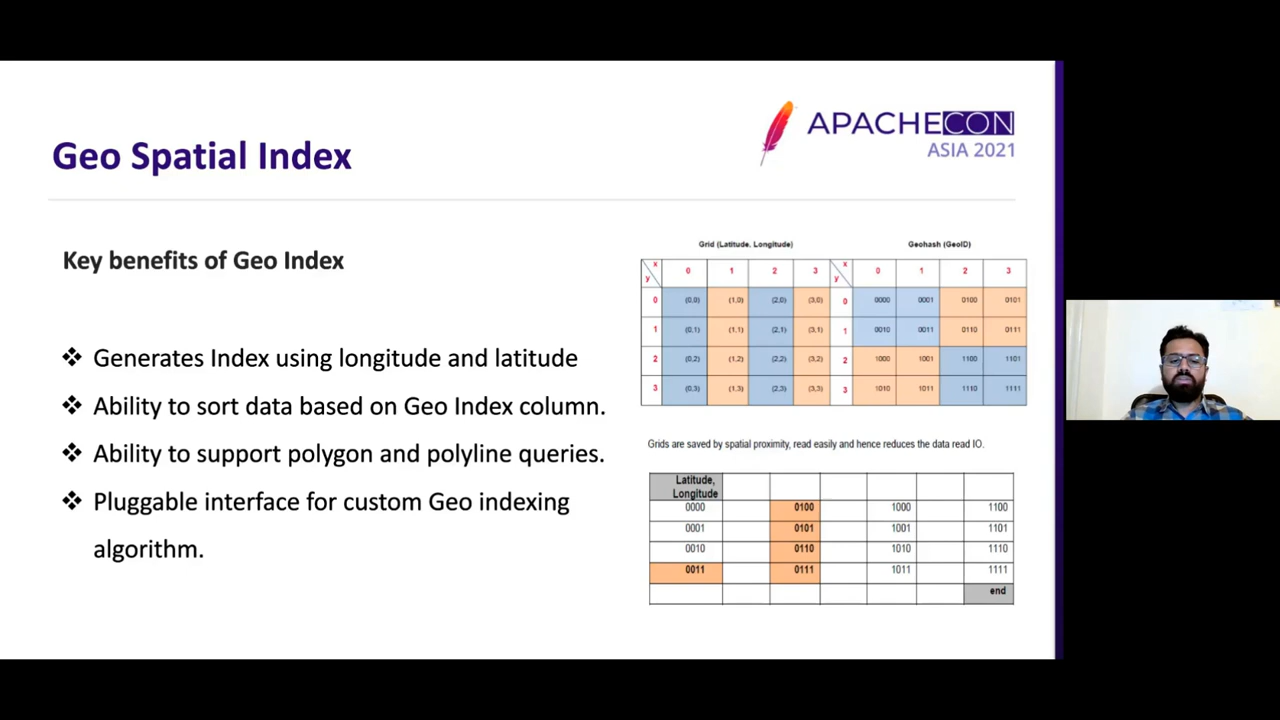 APACHECON
ASIA 2021
Geo Spatial Index
Key benefits of Geo Index
❖ Generates Index using longitude and latitude
❖ Ability to sort data based on Geo Index column.
❖ Ability to support polygon and polyline queries.
❖ Pluggable interface for custom Geo indexing
algorithm.
Grid (Latitude, Longitude) Geohash (GeoID)
x y 0 1 2 3 x y 0 1 2 3
0 (0,0) (1,0) (2,0) (3,0) 0 0000 0001 0100 0101
1 (0,1) (1,1) (2,1) (3,1) 1 0010 0011 0110 0111
2 (0,2) (1,2) (2,2) (3,2) 2 1000 1001 1100 1101
3 (0,3) (1,3) (2,3) (3,3) 3 1010 1011 1110 1111
Grids are saved by spatial proximity, read easily and hence reduces the data read IO.
Latitude,
Longitude
0000 0100 1000 1100
0001 0101 1001 1101
0010 0110 1010 1110
0011 0111 1011 1111
end